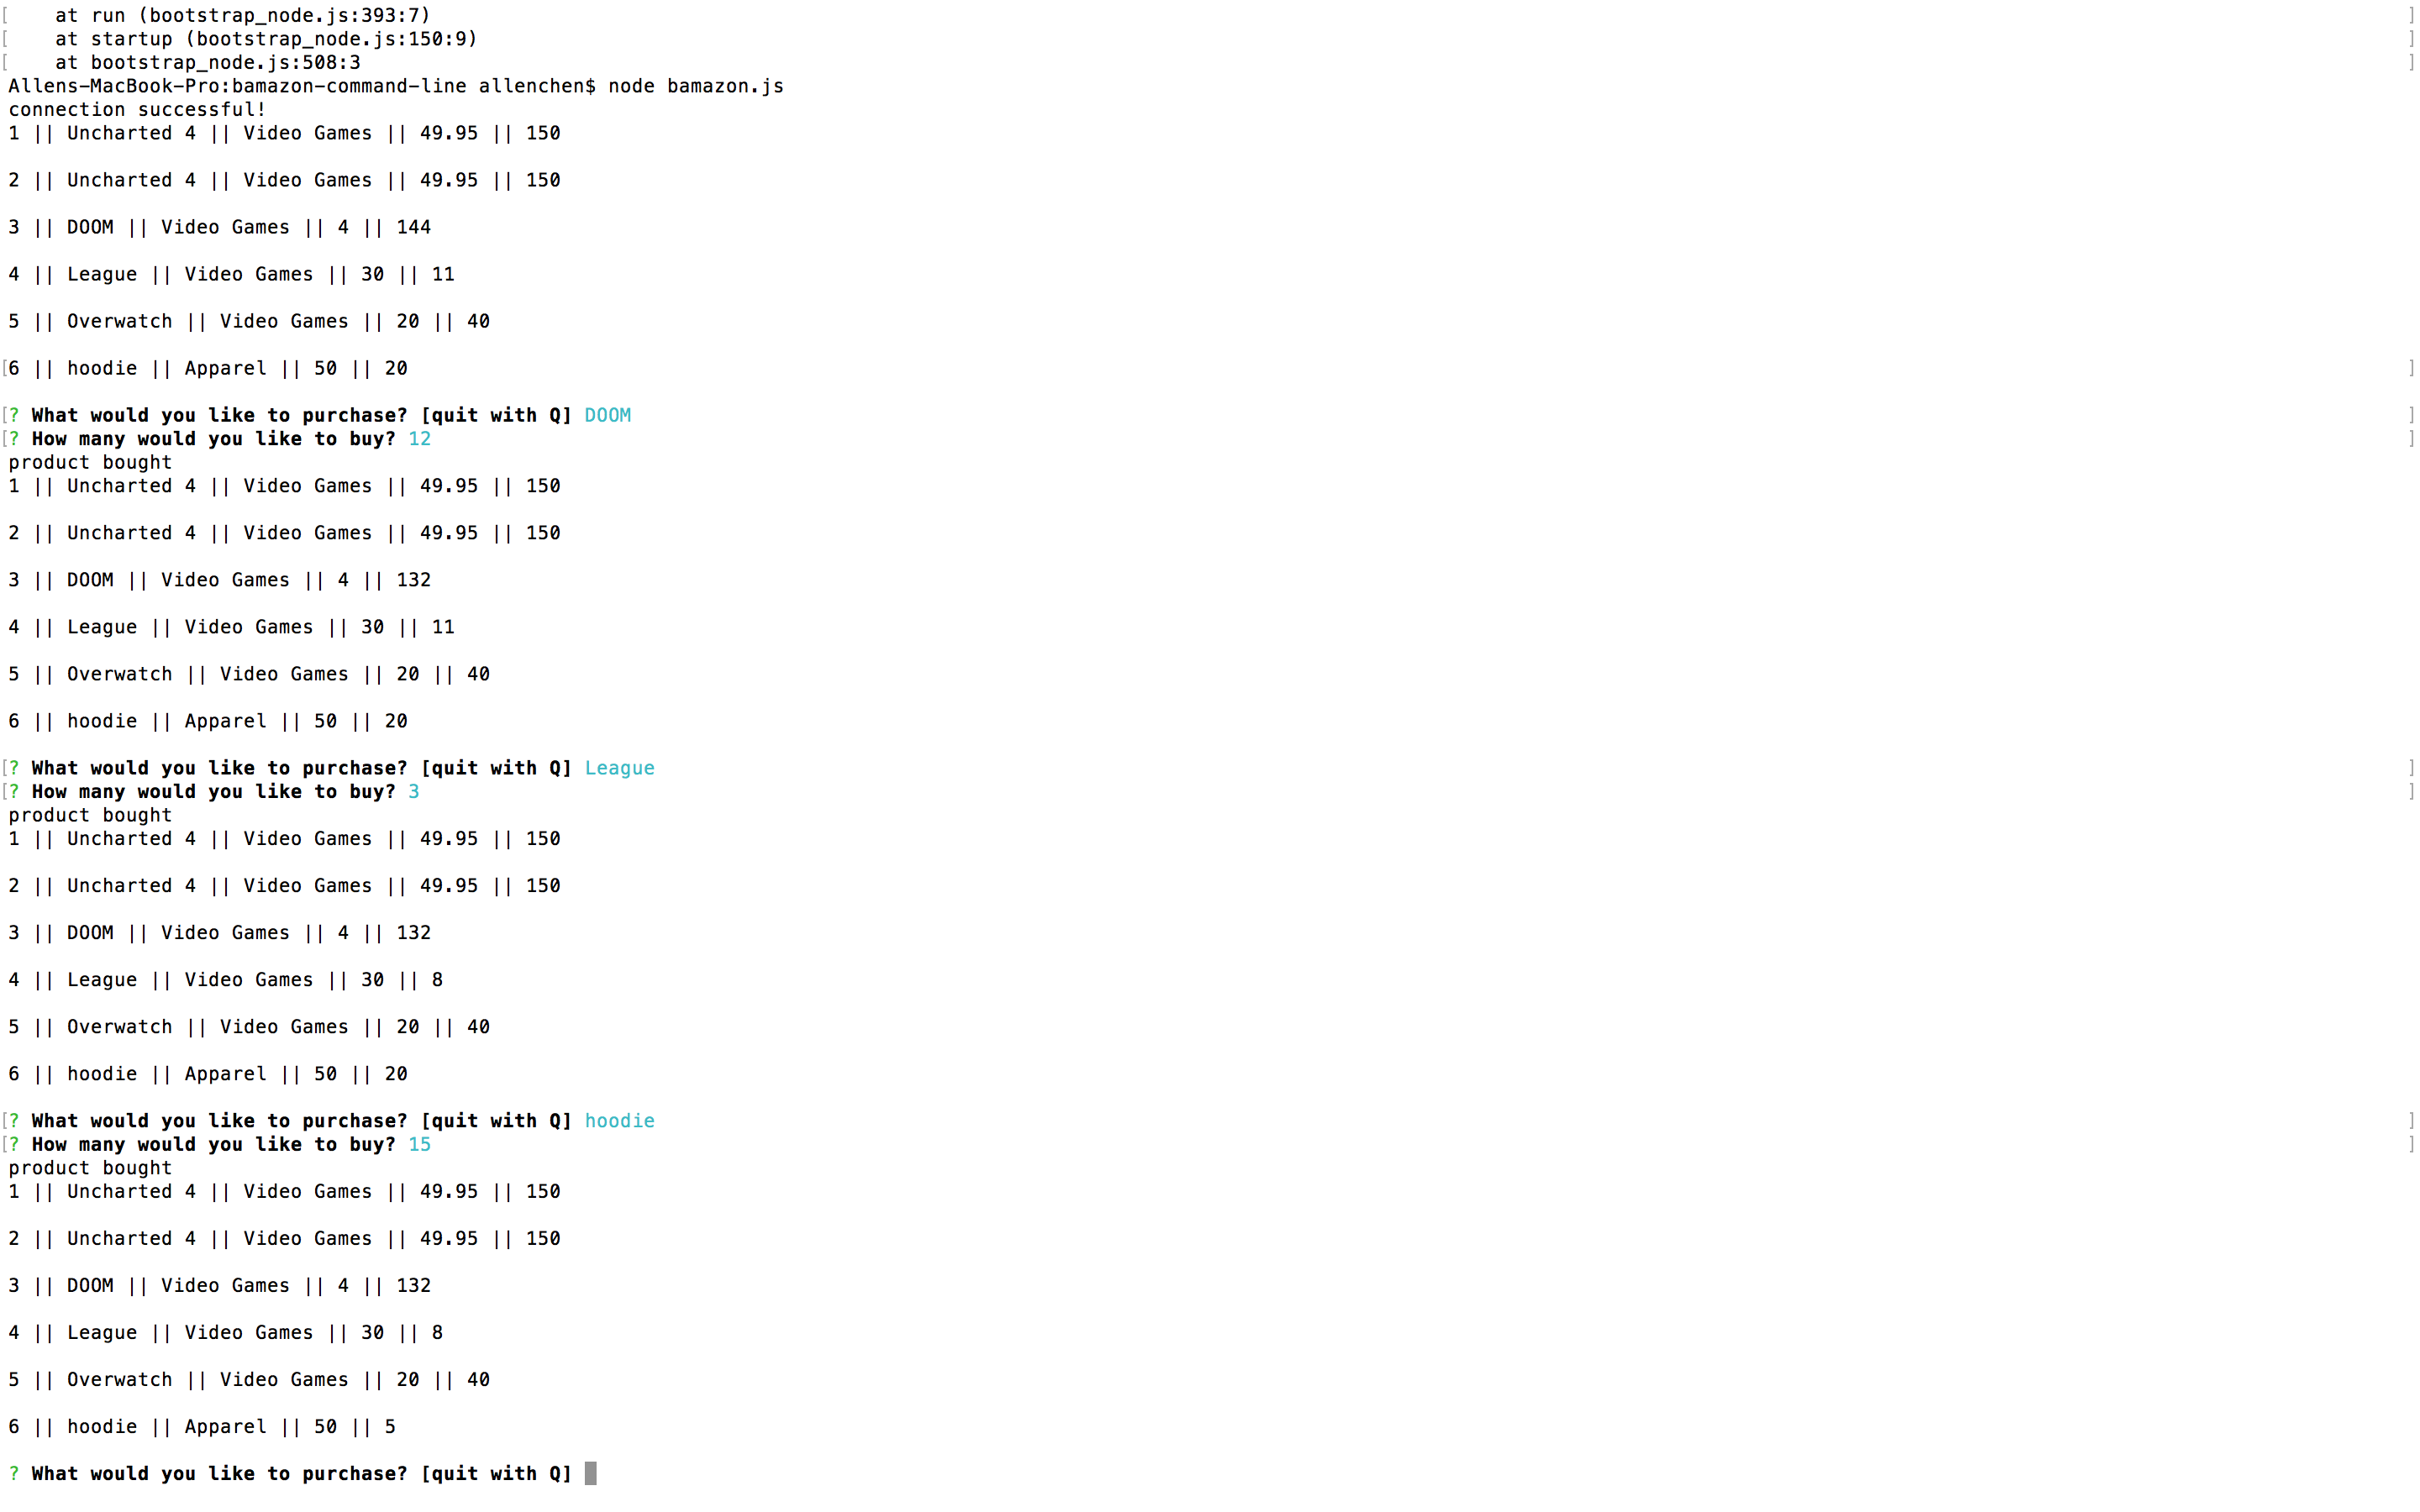 [    at run (bootstrap_node.js:393:7) ]
[    at startup (bootstrap_node.js:150:9) ]
[    at bootstrap_node.js:508:3 ]
Allens-MacBook-Pro:bamazon-command-line allenchen$ node bamazon.js
connection successful!
1 || Uncharted 4 || Video Games || 49.95 || 150
2 || Uncharted 4 || Video Games || 49.95 || 150
3 || DOOM || Video Games || 4 || 144
4 || League || Video Games || 30 || 11
5 || Overwatch || Video Games || 20 || 40
[6 || hoodie || Apparel || 50 || 20 ]
[? What would you like to purchase? [quit with Q] DOOM ]
[? How many would you like to buy? 12 ]
product bought
1 || Uncharted 4 || Video Games || 49.95 || 150
2 || Uncharted 4 || Video Games || 49.95 || 150
3 || DOOM || Video Games || 4 || 132
4 || League || Video Games || 30 || 11
5 || Overwatch || Video Games || 20 || 40
6 || hoodie || Apparel || 50 || 20
[? What would you like to purchase? [quit with Q] League ]
[? How many would you like to buy? 3 ]
product bought
1 || Uncharted 4 || Video Games || 49.95 || 150
2 || Uncharted 4 || Video Games || 49.95 || 150
3 || DOOM || Video Games || 4 || 132
4 || League || Video Games || 30 || 8
5 || Overwatch || Video Games || 20 || 40
6 || hoodie || Apparel || 50 || 20
[? What would you like to purchase? [quit with Q] hoodie ]
[? How many would you like to buy? 15 ]
product bought
1 || Uncharted 4 || Video Games || 49.95 || 150
2 || Uncharted 4 || Video Games || 49.95 || 150
3 || DOOM || Video Games || 4 || 132
4 || League || Video Games || 30 || 8
5 || Overwatch || Video Games || 20 || 40
6 || hoodie || Apparel || 50 || 5
? What would you like to purchase? [quit with Q]